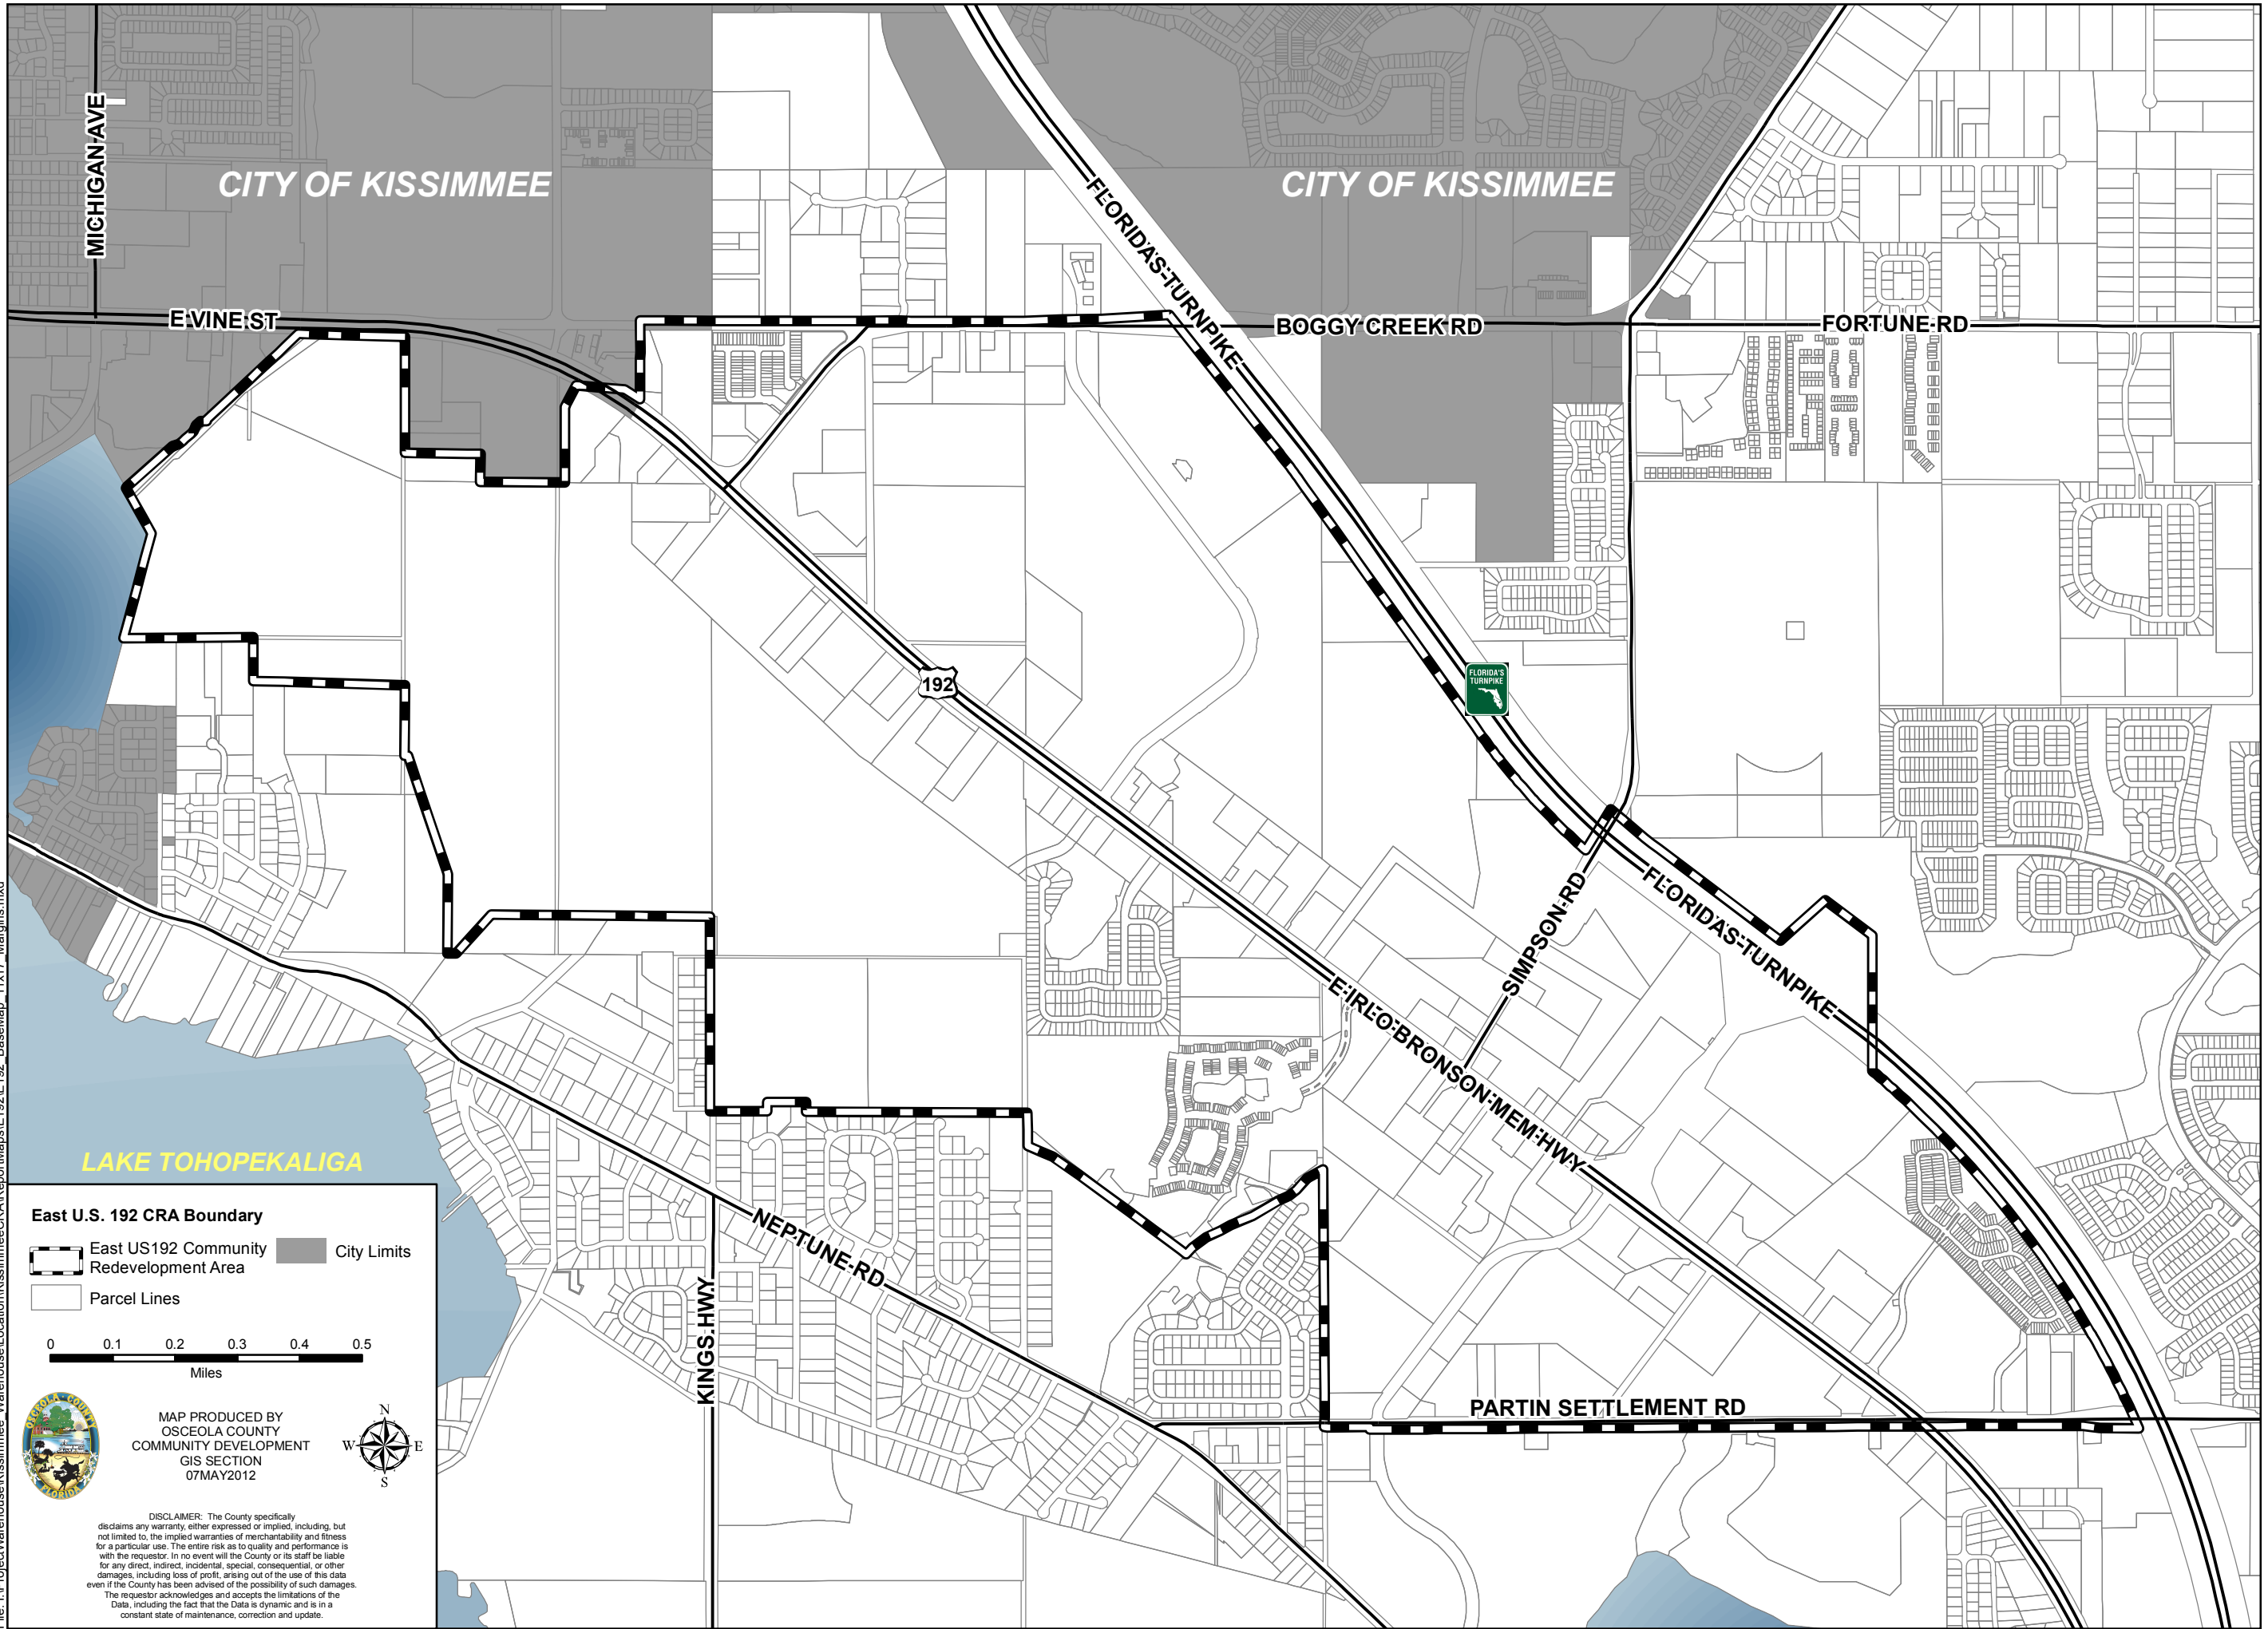 MICHIGAN AVE
CITY OF KISSIMMEE
CITY OF KISSIMMEE
FLORIDAS TURNPIKE
E VINE ST
BOGGY CREEK RD
FORTUNE RD
192
FLORIDA'S
TURNPIKE
SIMPSON RD
FLORIDAS TURNPIKE
E IRLO BRONSON MEM HWY
LAKE TOHOPEKALIGA
NEPTUNE RD
KINGS HWY
PARTIN SETTLEMENT RD
East U.S. 192 CRA Boundary
East US192 Community
Redevelopment Area
City Limits
Parcel Lines
0 0.1 0.2 0.3 0.4 0.5
Miles
OSCEOLA COUNTY
FLORIDA
MAP PRODUCED BY
OSCEOLA COUNTY
COMMUNITY DEVELOPMENT
GIS SECTION
07MAY2012
N
W E
S
DISCLAIMER: The County specifically
disclaims any warranty, either expressed or implied, including, but
not limited to, the implied warranties of merchantability and fitness
for a particular use. The entire risk as to quality and performance is
with the requestor. In no event will the County or its staff be liable
for any direct, indirect, incidental, special, consequential, or other
damages, including loss of profit, arising out of the use of this data
even if the County has been advised of the possibility of such damages.
The requestor acknowledges and accepts the limitations of the
Data, including the fact that the Data is dynamic and is in a
constant state of maintenance, correction and update.